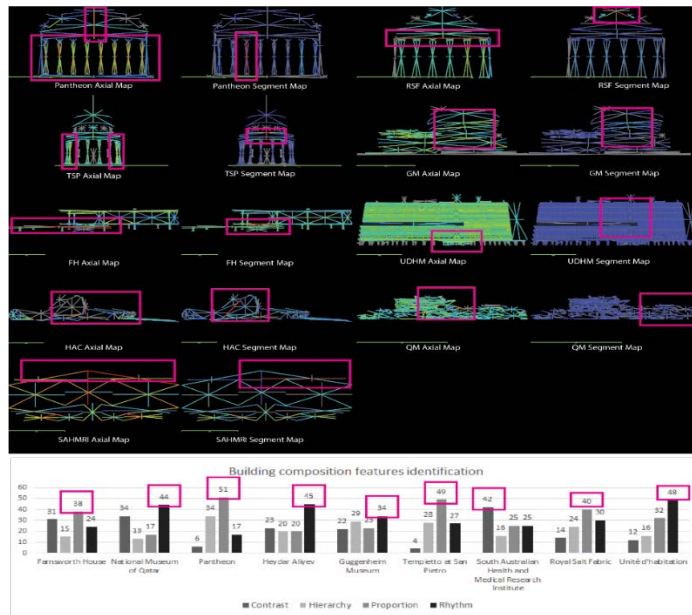 Pantheon Axial Map Pantheon Segment Map RSF Axial Map RSF Segment Map
TSP Axial Map TSP Segment Map GM Axial Map GM Segment Map
FH Axial Map FH Segment Map UDHM Axial Map UDHM Segment Map
HAC Axial Map HAC Segment Map QM Axial Map QM Segment Map
SAHMRI Axial Map SAHMRI Segment Map
Building composition features identification
60
50
40
30
20
10
0
31 15 38 24
34 13 17 44
6 34 51 17
23 20 20 45
22 29 23 34
4 28 49 27
42 16 25 25
14 24 40 30
12 16 32 48
Farnsworth House
National Museum
of Qatar
Pantheon
Heydar Aliyev
Guggenheim
Museum
Tempietto at San
Pietro
South Australian
Health and
Medical Research
Institute
Royal Salt Fabric
Unité d'habitation
Contrast Hierarchy Proportion Rhythm